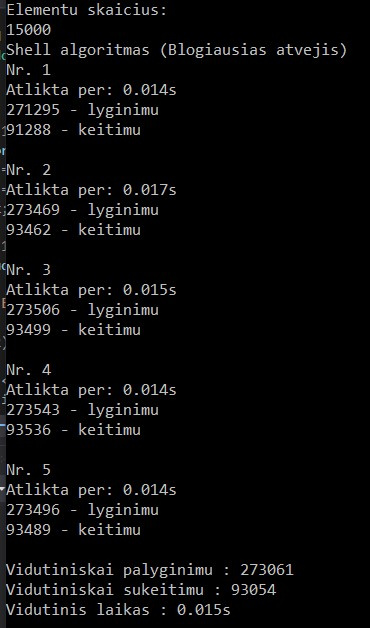 Elementu skaicius:
15000
Shell algoritmas (Blogiausias atvejis)
Nr. 1
Atlikta per: 0.014s
271295 - lyginimu
91288 - keitimu
Nr. 2
Atlikta per: 0.017s
273469 - lyginimu
93462 - keitimu
Nr. 3
Atlikta per: 0.015s
273506 - lyginimu
93499 - keitimu
Nr. 4
Atlikta per: 0.014s
273543 - lyginimu
93536 - keitimu
Nr. 5
Atlikta per: 0.014s
273496 - lyginimu
93489 - keitimu
Vidutiniskai palyginimu : 273061
Vidutiniskai sukeitimu : 93054
Vidutinis laikas : 0.015s